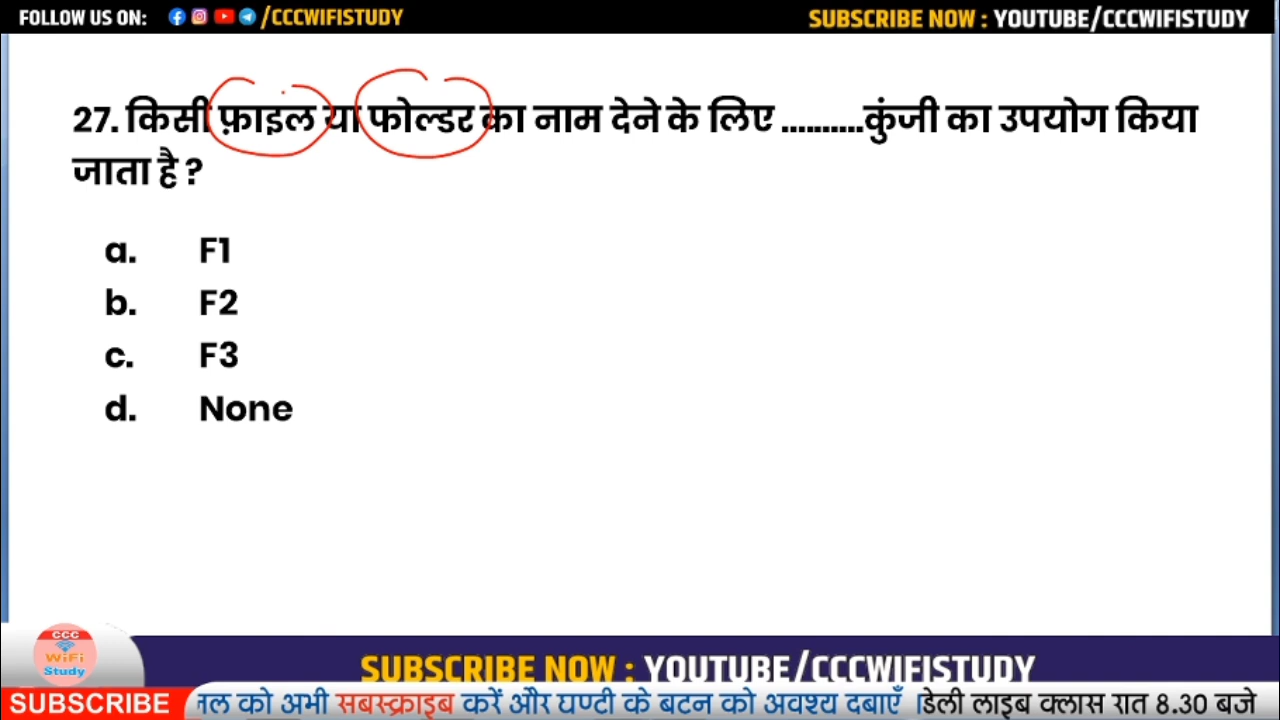 FOLLOW US ON: /CCCWIFISTUDY
SUBSCRIBE NOW : YOUTUBE/CCCWIFISTUDY
27. किसी फ़ाइल या फोल्डर का नाम देने के लिए ..........कुंजी का उपयोग किया
जाता है ?
a. F1
b. F2
c. F3
d. None
CCC
WiFi
Study
SUBSCRIBE NOW : YOUTUBE/CCCWIFISTUDY
SUBSCRIBE
को अभी सबस्क्राइब करें और घण्टी के बटन को अवश्य दबाएँ
डेली लाइब क्लास रात 8.30 बजे